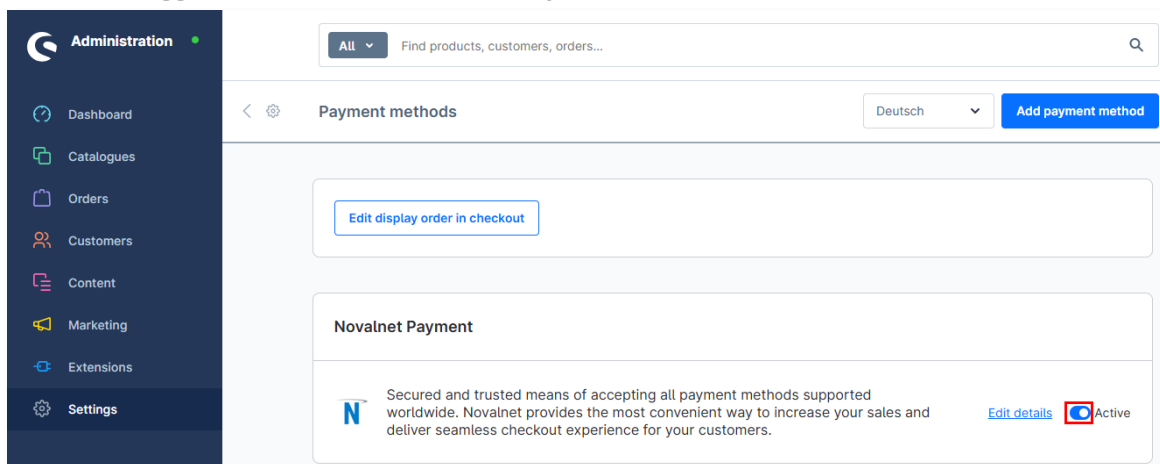 Administration
All
Find products, customers, orders...
Payment methods
Deutsch
Add payment method
Dashboard
Catalogues
Orders
Customers
Content
Marketing
Extensions
Settings
Edit display order in checkout
Novalnet Payment
N
Secured and trusted means of accepting all payment methods supported
worldwide. Novalnet provides the most convenient way to increase your sales and
deliver seamless checkout experience for your customers.
Edit details
Active